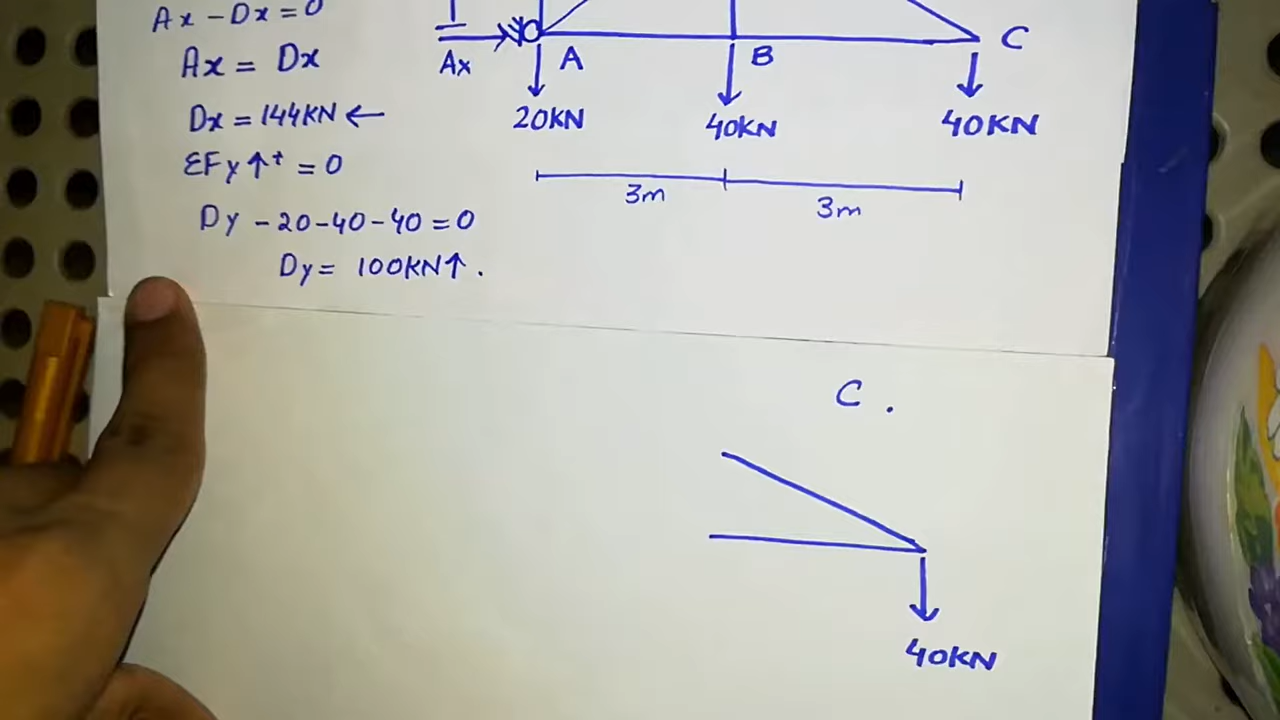 Ax - Dx = 0
Ax = Dx
Dx = 144KN ←
ΣFy↑+ = 0
Dy - 20 - 40 - 40 = 0
Dy = 100KN↑ .
Ax
A
B
C
20KN
40KN
40KN
3m
3m
C .
40KN